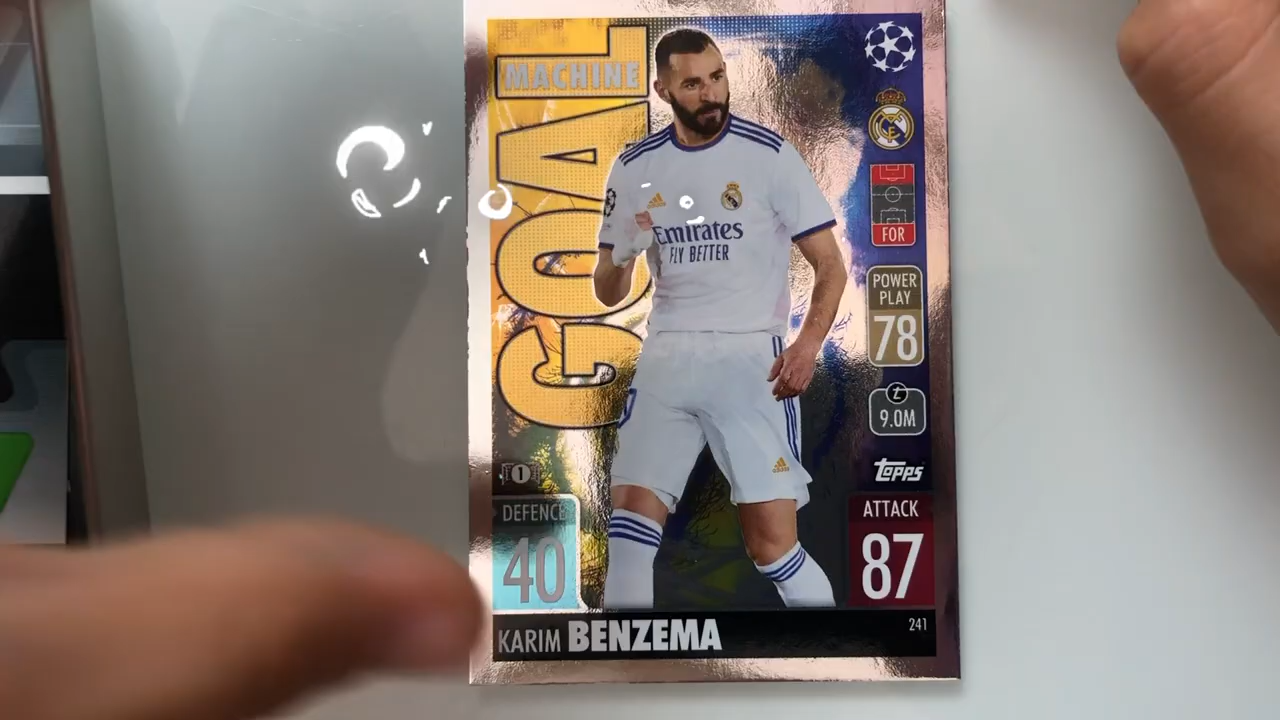 GOAL
MACHINE
Emirates
FLY BETTER
FOR
POWER
PLAY
78
t
9.0M
topps
1
DEFENCE
40
ATTACK
87
KARIM BENZEMA
241